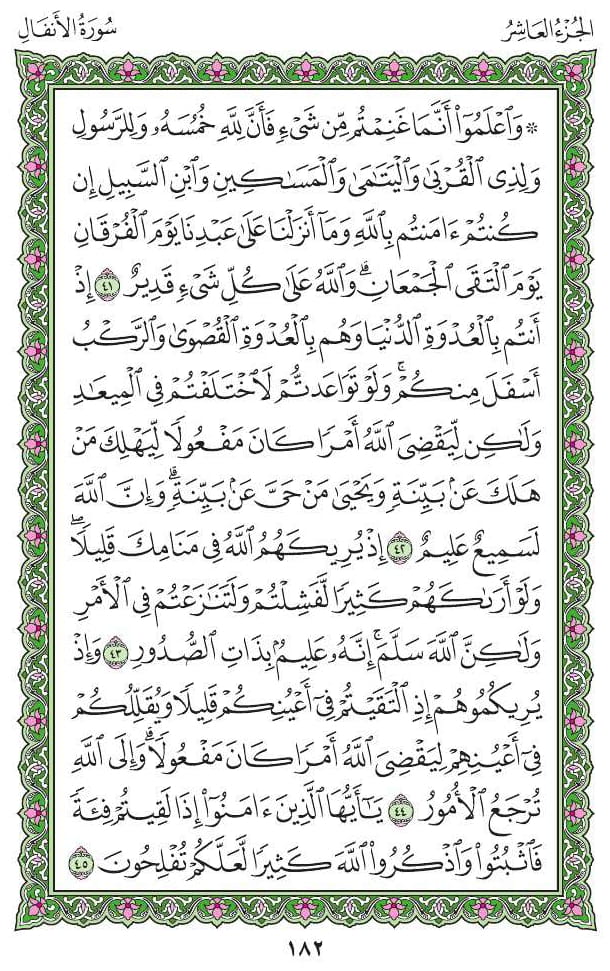 الجُزْءُ العَاشِرُ
سُورَةُ الأَنفَالِ
۞ وَٱعْلَمُوٓا۟ أَنَّمَا غَنِمْتُم مِّن شَىْءٍ فَأَنَّ لِلَّهِ خُمُسَهُۥ وَلِلرَّسُولِ
وَلِذِى ٱلْقُرْبَىٰ وَٱلْيَتَـٰمَىٰ وَٱلْمَسَـٰكِينِ وَٱبْنِ ٱلسَّبِيلِ إِن
كُنتُمْ ءَامَنتُم بِٱللَّهِ وَمَآ أَنزَلْنَا عَلَىٰ عَبْدِنَا يَوْمَ ٱلْفُرْقَانِ
يَوْمَ ٱلْتَقَى ٱلْجَمْعَانِ ۗ وَٱللَّهُ عَلَىٰ كُلِّ شَىْءٍ قَدِيرٌ ٤١ إِذْ
أَنتُم بِٱلْعُدْوَةِ ٱلدُّنْيَا وَهُم بِٱلْعُدْوَةِ ٱلْقُصْوَىٰ وَٱلرَّكْبُ
أَسْفَلَ مِنكُمْ ۚ وَلَوْ تَوَاعَدتُّمْ لَٱخْتَلَفْتُمْ فِى ٱلْمِيعَـٰدِ
وَلَـٰكِن لِّيَقْضِىَ ٱللَّهُ أَمْرًا كَانَ مَفْعُولًا لِّيَهْلِكَ مَنْ
هَلَكَ عَنۢ بَيِّنَةٍ وَيَحْيَىٰ مَنْ حَىَّ عَنۢ بَيِّنَةٍ ۗ وَإِنَّ ٱللَّهَ
لَسَمِيعٌ عَلِيمٌ ٤٢ إِذْ يُرِيكَهُمُ ٱللَّهُ فِى مَنَامِكَ قَلِيلًا ۖ
وَلَوْ أَرَىٰكَهُمْ كَثِيرًا لَّفَشِلْتُمْ وَلَتَنَـٰزَعْتُمْ فِى ٱلْأَمْرِ
وَلَـٰكِنَّ ٱللَّهَ سَلَّمَ ۗ إِنَّهُۥ عَلِيمٌۢ بِذَاتِ ٱلصُّدُورِ ٤٣ وَإِذْ
يُرِيكُمُوهُمْ إِذِ ٱلْتَقَيْتُمْ فِىٓ أَعْيُنِكُمْ قَلِيلًا وَيُقَلِّلُكُمْ
فِىٓ أَعْيُنِهِمْ لِيَقْضِىَ ٱللَّهُ أَمْرًا كَانَ مَفْعُولًا ۗ وَإِلَى ٱللَّهِ
تُرْجَعُ ٱلْأُمُورُ ٤٤ يَـٰٓأَيُّهَا ٱلَّذِينَ ءَامَنُوٓا۟ إِذَا لَقِيتُمْ فِئَةً
فَٱثْبُتُوا۟ وَٱذْكُرُوا۟ ٱللَّهَ كَثِيرًا لَّعَلَّكُمْ تُفْلِحُونَ ٤٥
١٨٢